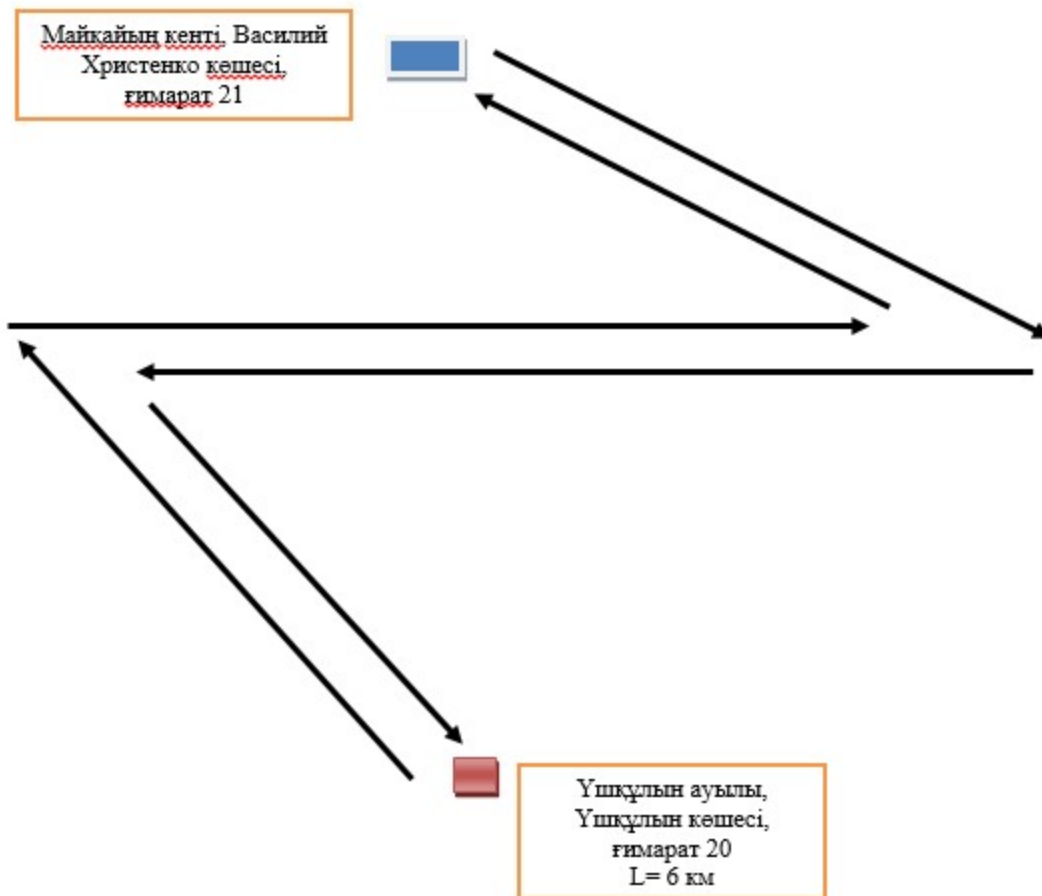 Майқайың кенті, Василий
Христенко көшесі,
ғимарат 21
Үшқұлын ауылы,
Үшқұлын көшесі,
ғимарат 20
L= 6 км